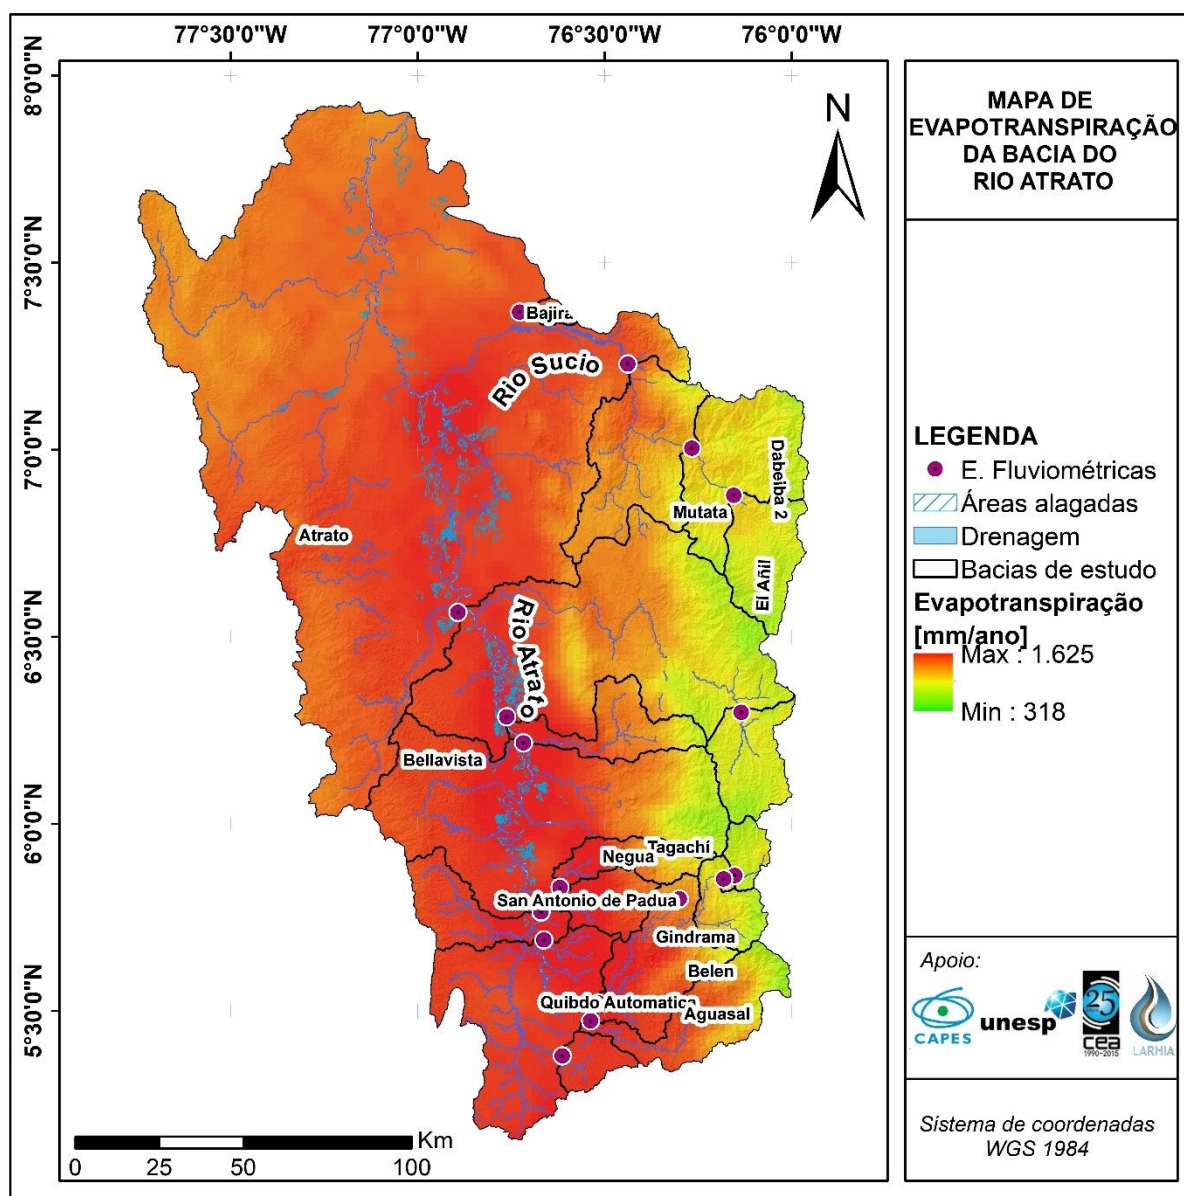 77°30'0"W 77°0'0"W 76°30'0"W 76°0'0"W
8°0'0"N
7°30'0"N
7°0'0"N
6°30'0"N
6°0'0"N
5°30'0"N
N
Bajira
Rio Sucio
Dabeiba 2
Mutata
Atrato
El Añil
Rio Atrato
Bellavista
Tagachí
Negua
San Antonio de Padua
Gindrama
Belen
Quibdo Automatica
Aguasal
Km
0 25 50 100
MAPA DE
EVAPOTRANSPIRAÇÃO
DA BACIA DO
RIO ATRATO
LEGENDA
E. Fluviométricas
Áreas alagadas
Drenagem
Bacias de estudo
Evapotranspiração
[mm/ano]
Max : 1.625
Min : 318
Apoio:
CAPES
unesp
25
cea
1990-2015
LARHIA
Sistema de coordenadas
WGS 1984